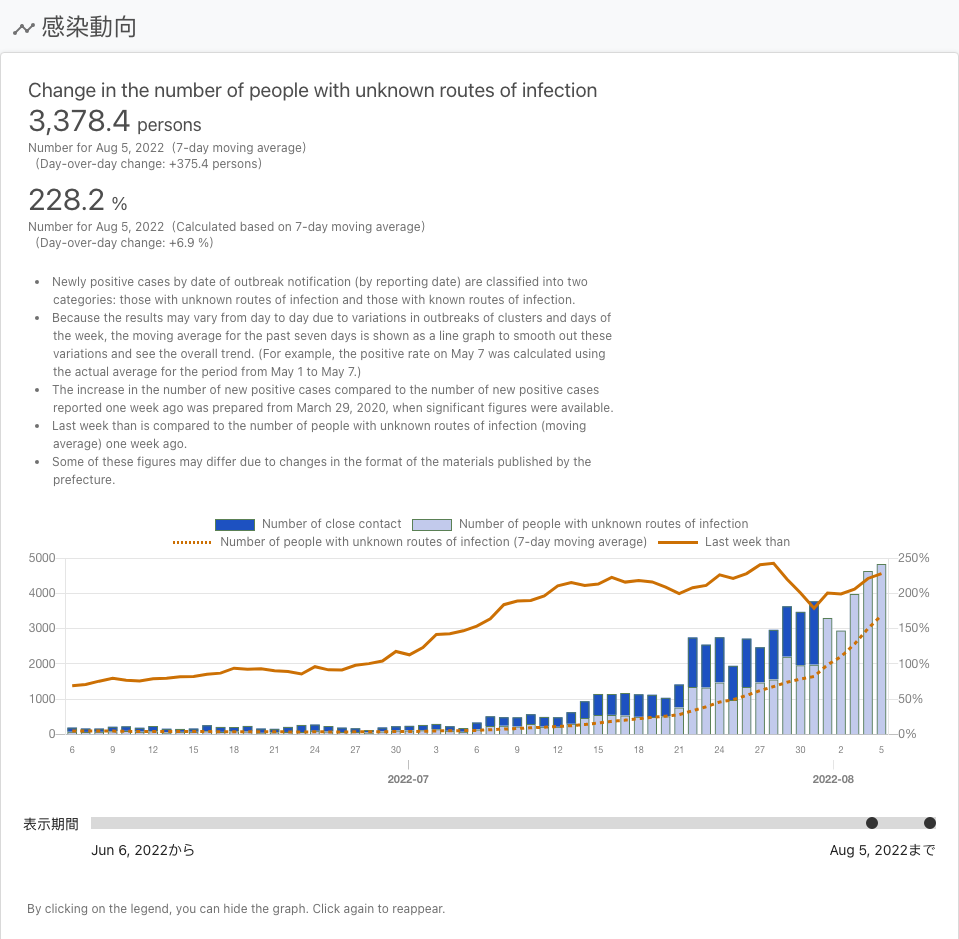 感染動向
Change in the number of people with unknown routes of infection
3,378.4 persons
Number for Aug 5, 2022 (7-day moving average)
(Day-over-day change: +375.4 persons)
228.2 %
Number for Aug 5, 2022 (Calculated based on 7-day moving average)
(Day-over-day change: +6.9 %)
• Newly positive cases by date of outbreak notification (by reporting date) are classified into two
categories: those with unknown routes of infection and those with known routes of infection.
• Because the results may vary from day to day due to variations in outbreaks of clusters and days of
the week, the moving average for the past seven days is shown as a line graph to smooth out these
variations and see the overall trend. (For example, the positive rate on May 7 was calculated using
the actual average for the period from May 1 to May 7.)
• The increase in the number of new positive cases compared to the number of new positive cases
reported one week ago was prepared from March 29, 2020, when significant figures were available.
• Last week than is compared to the number of people with unknown routes of infection (moving
average) one week ago.
• Some of these figures may differ due to changes in the format of the materials published by the
prefecture.
Number of close contact Number of people with unknown routes of infection
Number of people with unknown routes of infection (7-day moving average) Last week than
5000 250%
4000 200%
3000 150%
2000 100%
1000 50%
0 0%
6 9 12 15 18 21 24 27 30 3 6 9 12 15 18 21 24 27 30 2 5
2022-07 2022-08
表示期間
Jun 6, 2022から Aug 5, 2022まで
By clicking on the legend, you can hide the graph. Click again to reappear.